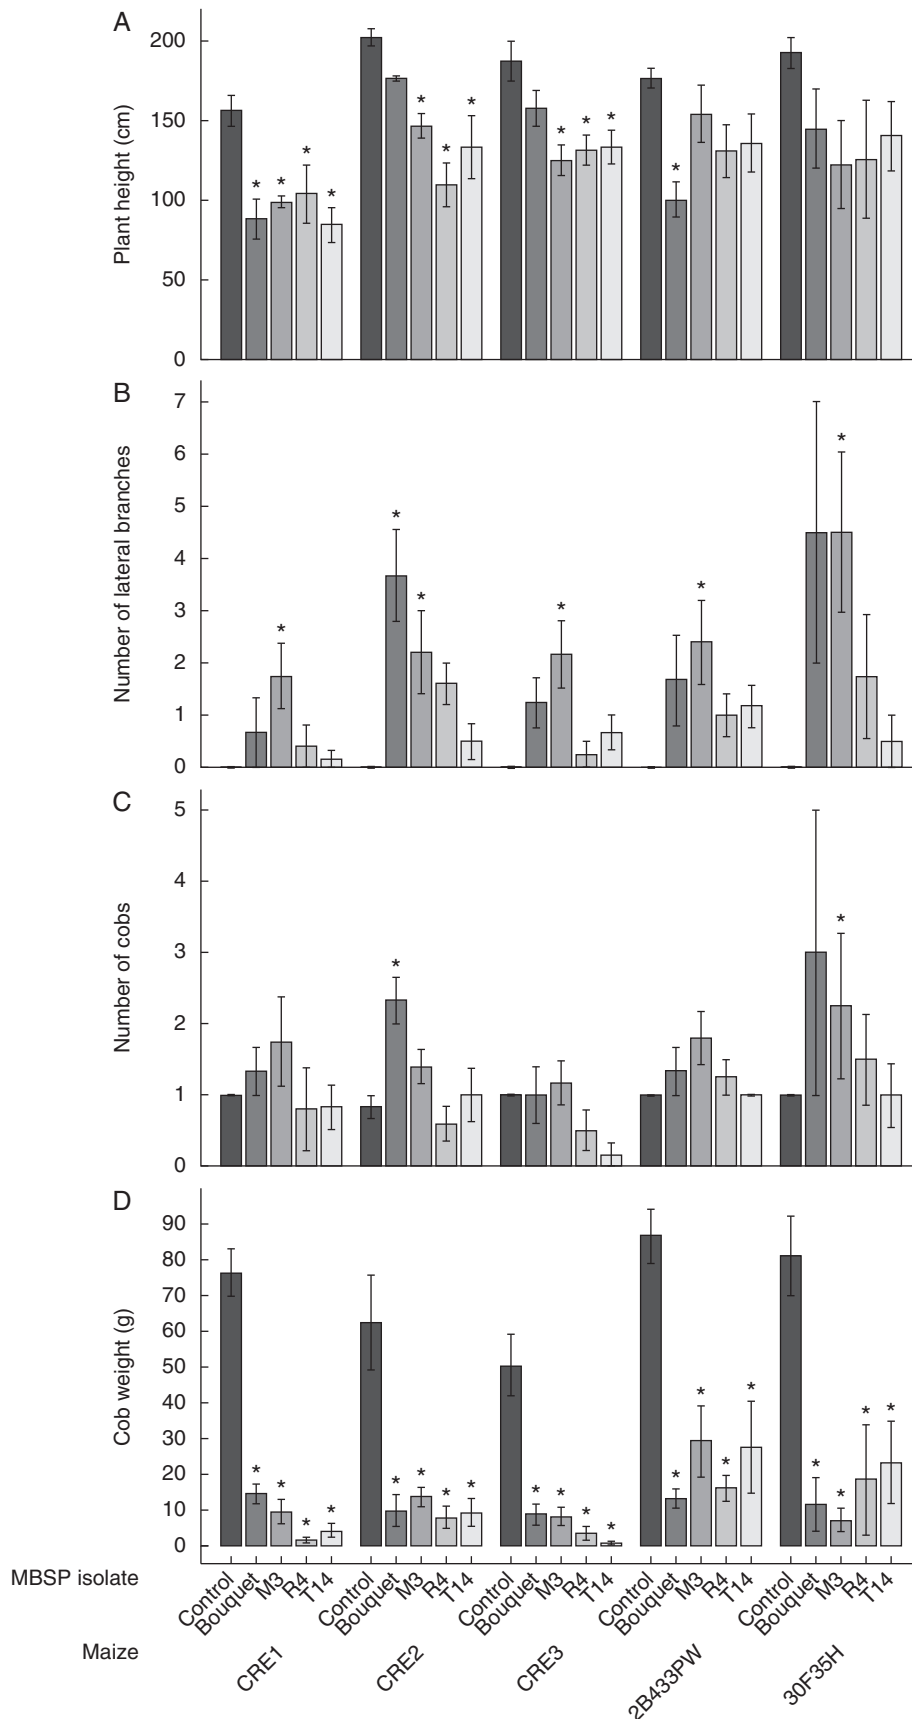 A
200
150
100
50
0
Plant height (cm)
* * * *
* * *
* * *
*
B
7
6
5
4
3
2
1
0
Number of lateral branches
*
* *
*
*
*
C
5
4
3
2
1
0
Number of cobs
*
*
D
90
80
70
60
50
40
30
20
10
0
Cob weight (g)
* * * *
* * * *
* * * *
* * * *
* * * *
MBSP isolate
Control Bouquet M3 R4 T14 Control Bouquet M3 R4 T14 Control Bouquet M3 R4 T14 Control Bouquet M3 R4 T14 Control Bouquet M3 R4 T14
Maize
CRE1 CRE2 CRE3 2B433PW 30F35H